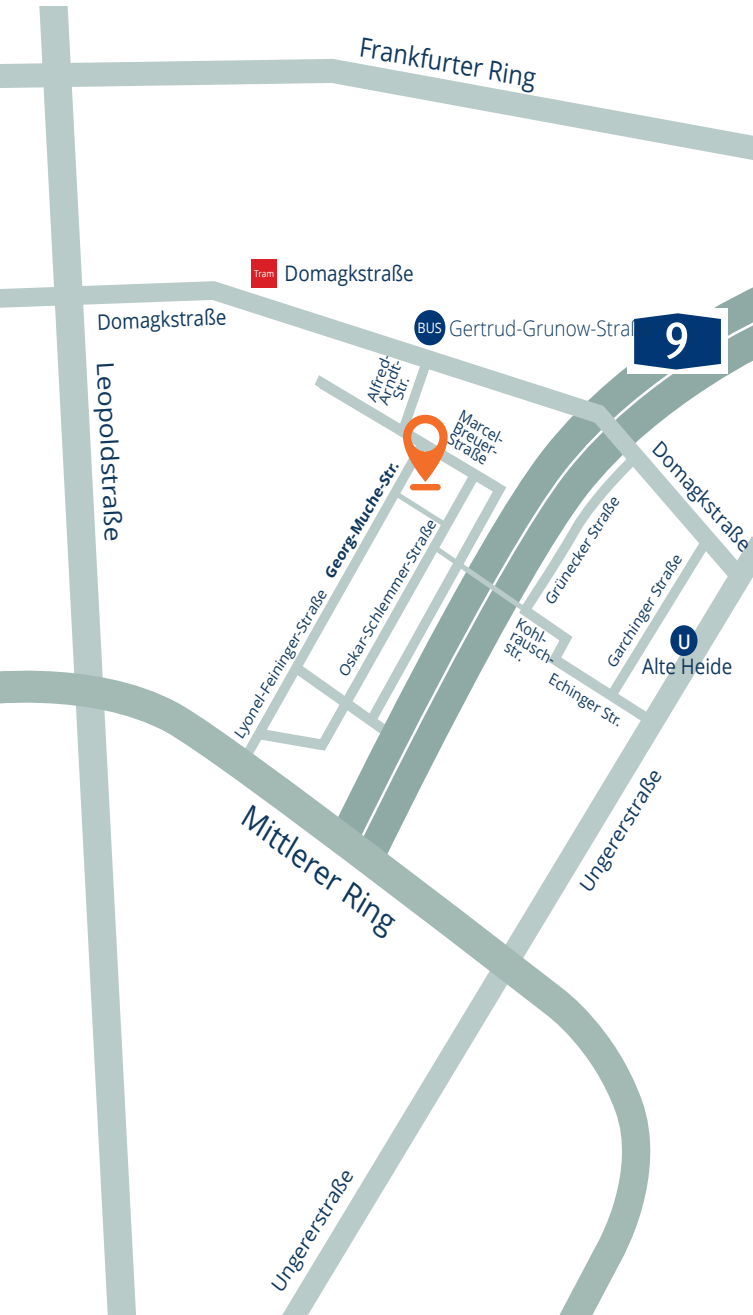 Frankfurter Ring
Tram
Domagkstraße
Domagkstraße
BUS
Gertrud-Grunow-Straß
9
Leopoldstraße
Alfred-
Arndt-
Str.
Marcel-
Breuer-
Straße
Domagkstraße
Georg-Muche-Str.
Grünecker Straße
Oskar-Schlemmer-Straße
Garchinger Straße
Lyonel-Feininger-Straße
Kohl-
rausch-
str.
U
Alte Heide
Echinger Str.
Mittlerer Ring
Ungererstraße
Ungererstraße